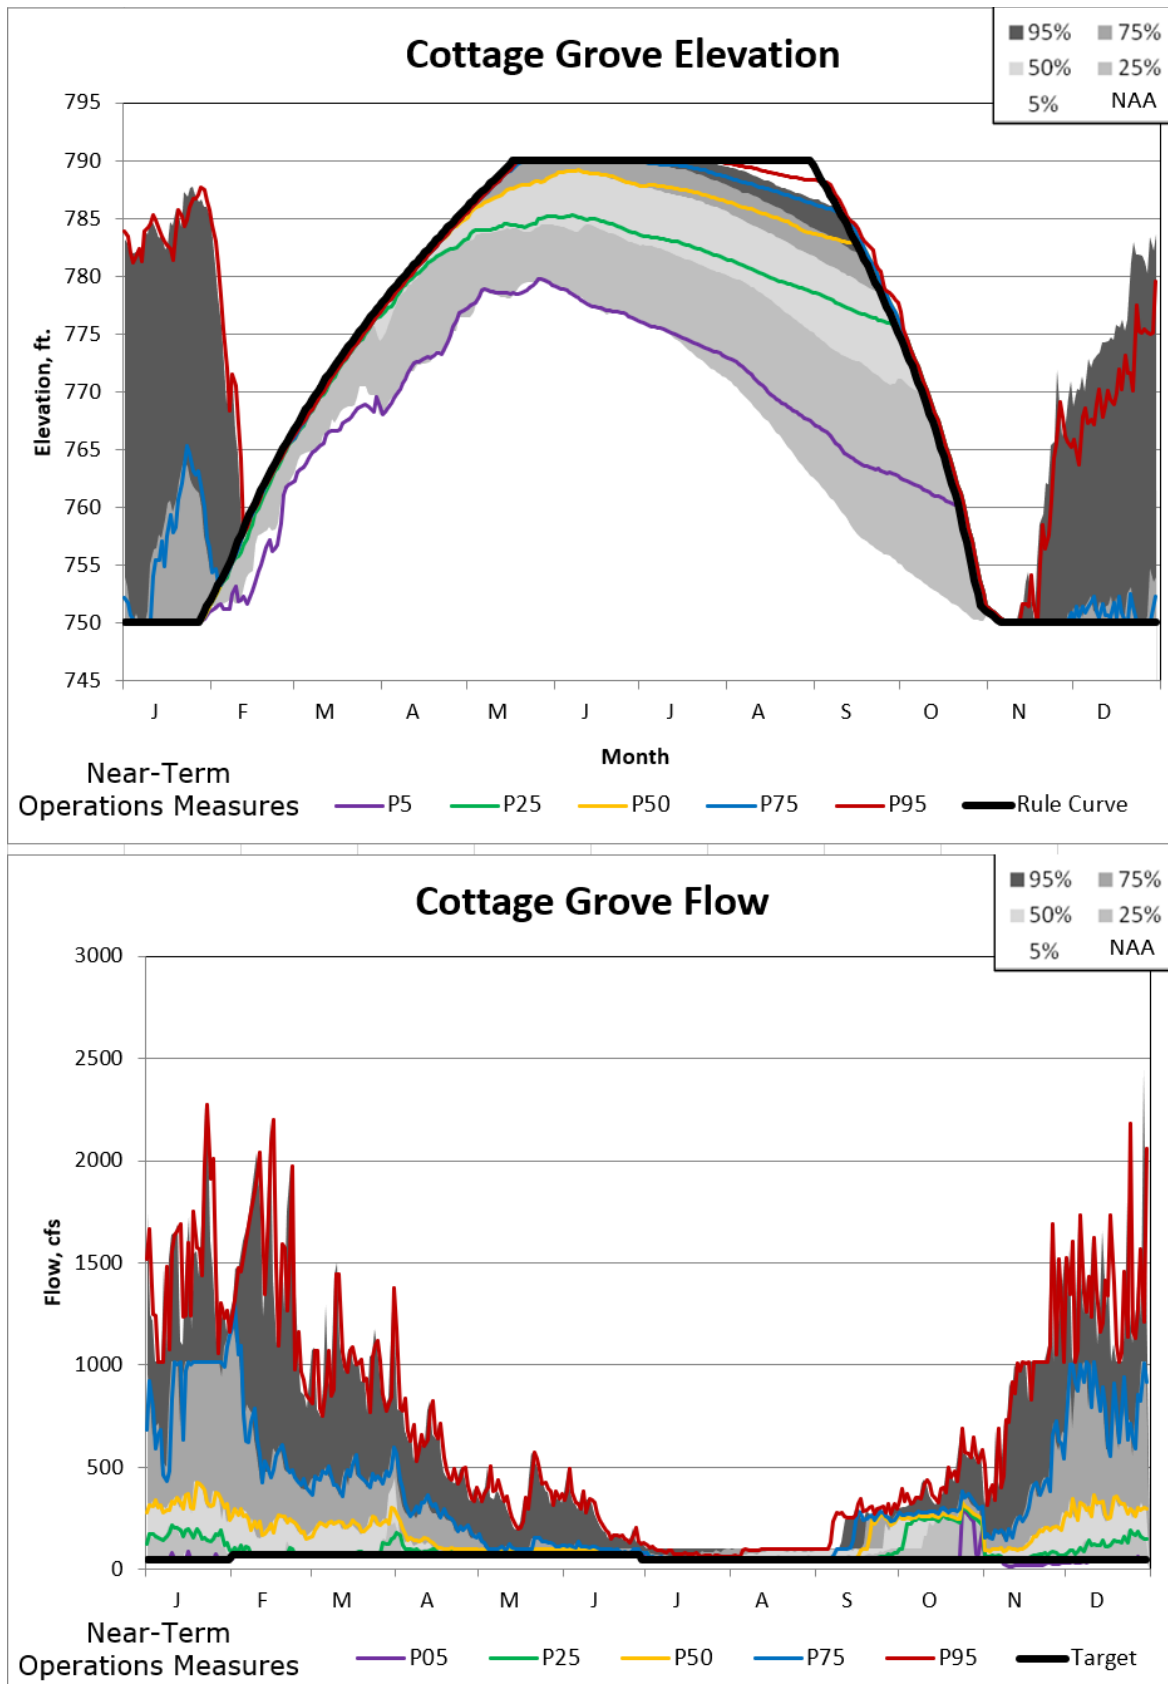 Cottage Grove Elevation
95% 75%
50% 25%
5% NAA
795
790
785
780
775
770
765
760
755
750
745
Elevation, ft.
J F M A M J J A S O N D
Month
Near-Term
Operations Measures
P5 P25 P50 P75 P95 Rule Curve
Cottage Grove Flow
95% 75%
50% 25%
5% NAA
3000
2500
2000
1500
1000
500
0
Flow, cfs
J F M A M J J A S O N D
Near-Term
Operations Measures
P05 P25 P50 P75 P95 Target